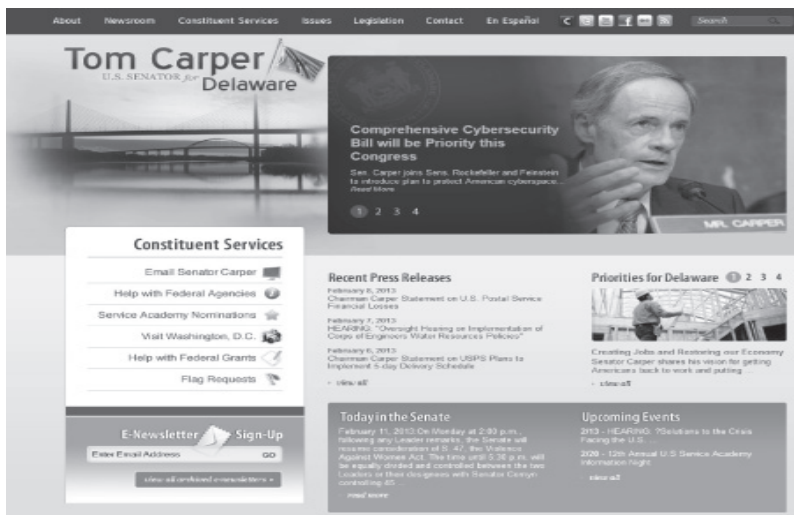 About Newsroom Constituent Services Issues Legislation Contact En Español Search
Tom Carper
U.S. SENATOR for
Delaware
Comprehensive Cybersecurity
Bill will be Priority this
Congress
Sen. Carper joins Sens. Rockefeller and Feinstein
to introduce plan to protect American cyberspace...
Read More
1 2 3 4
MR. CARPER
Constituent Services
Email Senator Carper
Help with Federal Agencies
Service Academy Nominations
Visit Washington, D.C.
Help with Federal Grants
Flag Requests
E-Newsletter Sign-Up
Enter Email Address GO
view all archived e-newsletters
Recent Press Releases
February 8, 2013
Chairman Carper Statement on U.S. Postal Service
Financial Losses
February 7, 2013
HEARING: "Oversight Hearing on Implementation of
Corps of Engineers Water Resources Policies"
February 6, 2013
Chairman Carper Statement on USPS Plans to
Implement 5-day Delivery Schedule
view all
Priorities for Delaware 1 2 3 4
Creating Jobs and Restoring our Economy
Senator Carper shares his vision for getting
Americans back to work and putting ...
view all
Today in the Senate
February 11, 2013 On Monday at 2:00 p.m.,
following any Leader remarks, the Senate will
resume consideration of S. 47, the Violence
Against Women Act. The time until 5:30 p.m. will
be equally divided and controlled between the two
Leaders or their designees with Senator Cornyn
controlling 45 ...
read more
Upcoming Events
2/13 - HEARING: ?Solutions to the Crisis
Facing the U.S. ...
2/20 - 12th Annual U.S Service Academy
Information Night
view all